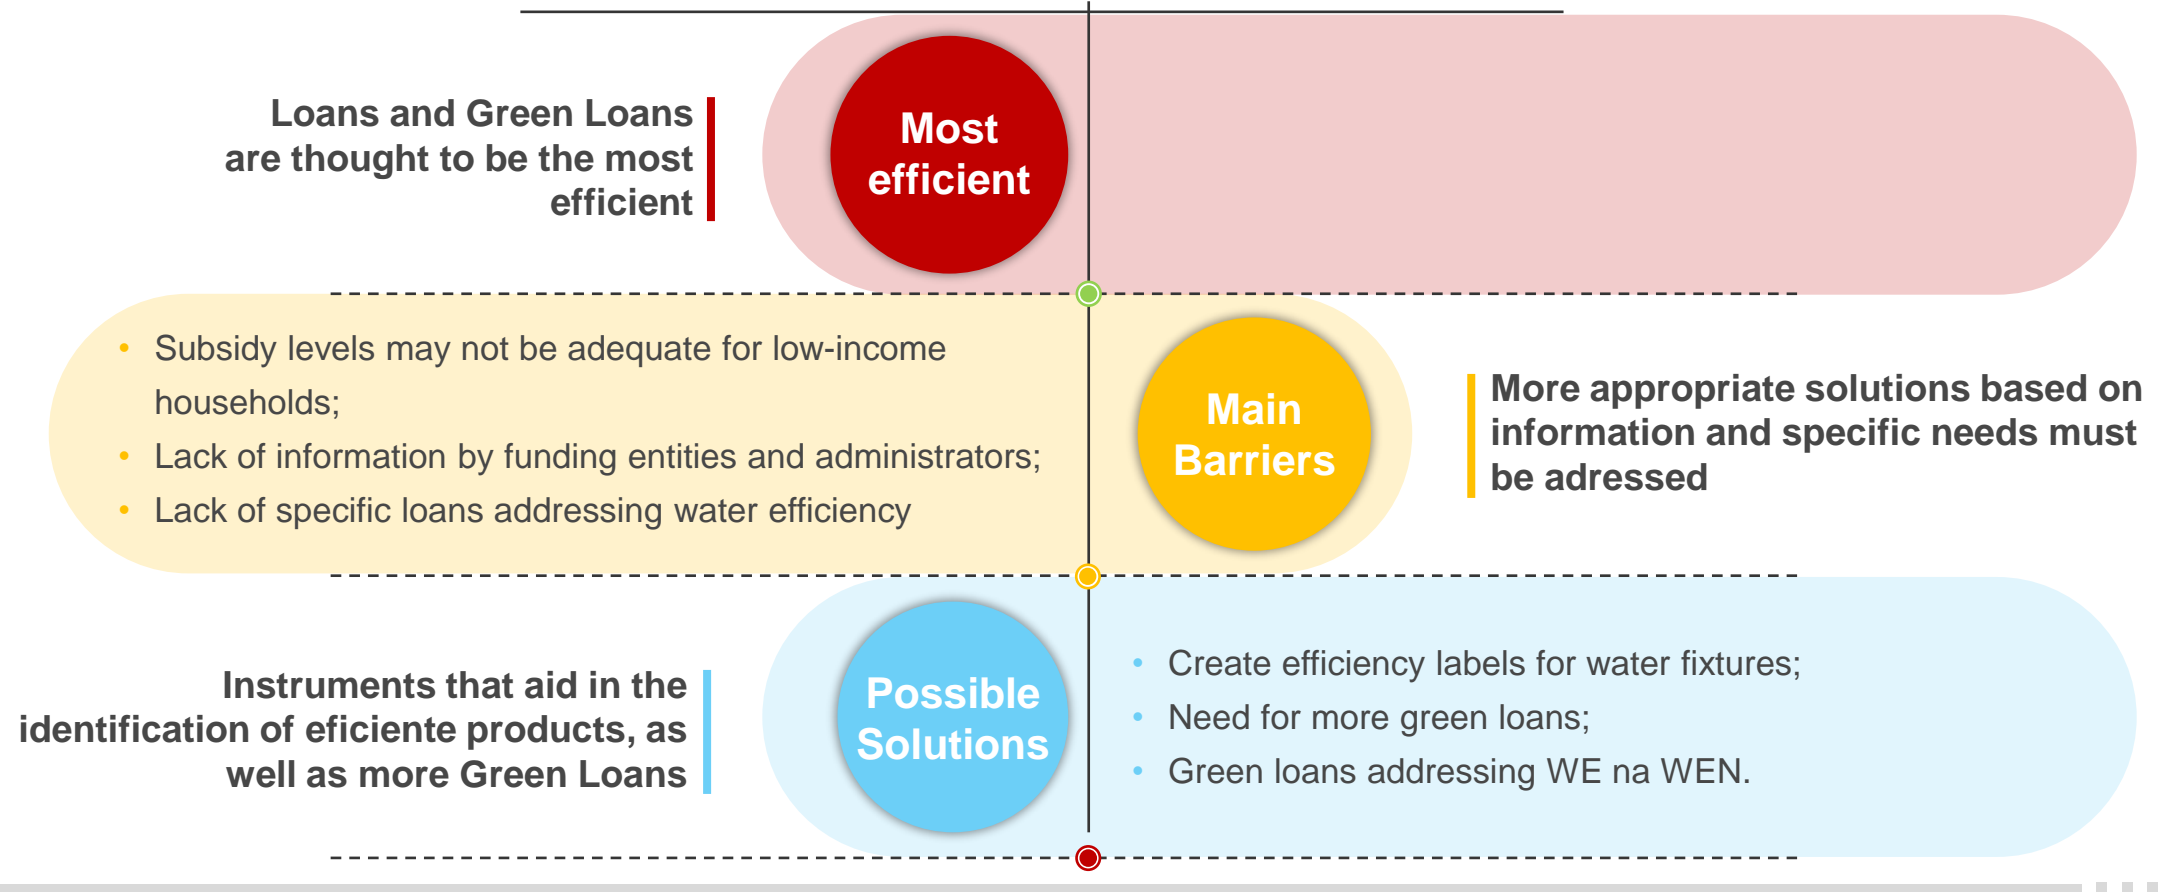 Loans and Green Loans
are thought to be the most
efficient
Most
efficient
• Subsidy levels may not be adequate for low-income
households;
• Lack of information by funding entities and administrators;
• Lack of specific loans addressing water efficiency
Main
Barriers
More appropriate solutions based on
information and specific needs must
be adressed
Instruments that aid in the
identification of eficiente products, as
well as more Green Loans
Possible
Solutions
• Create efficiency labels for water fixtures;
• Need for more green loans;
• Green loans addressing WE na WEN.